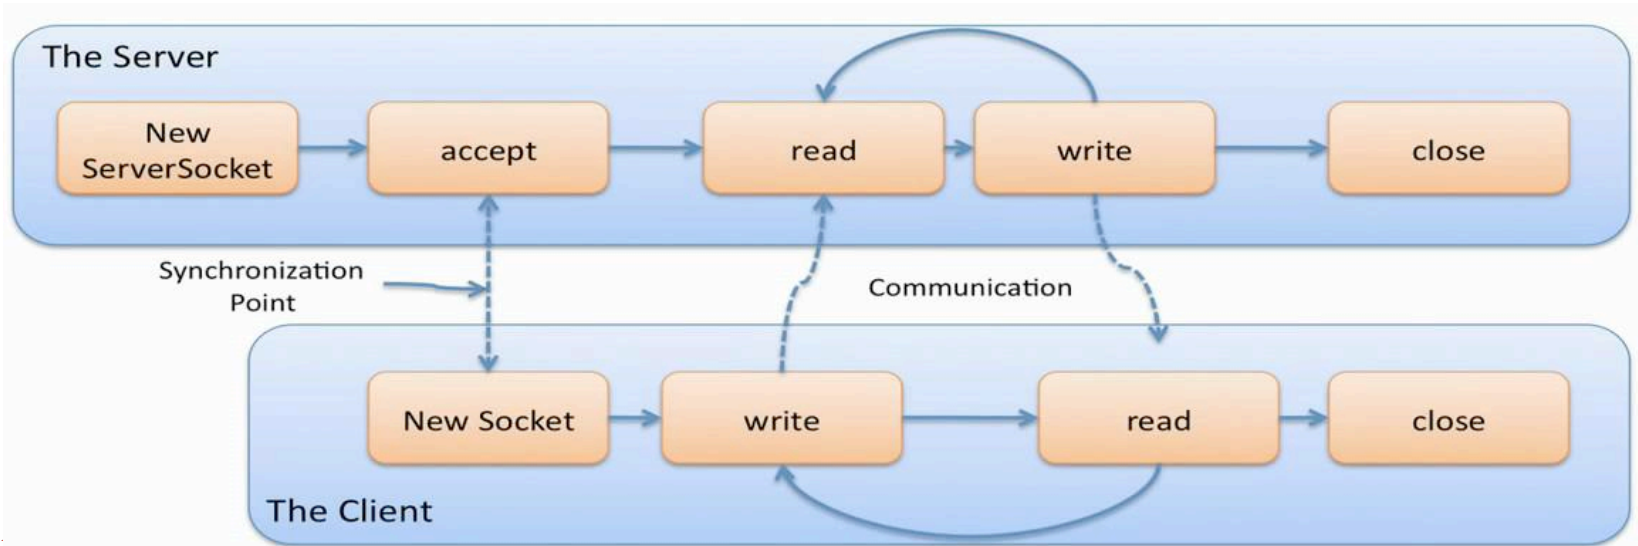 The Server
New
ServerSocket
accept
read
write
close
Synchronization
Point
Communication
New Socket
write
read
close
The Client